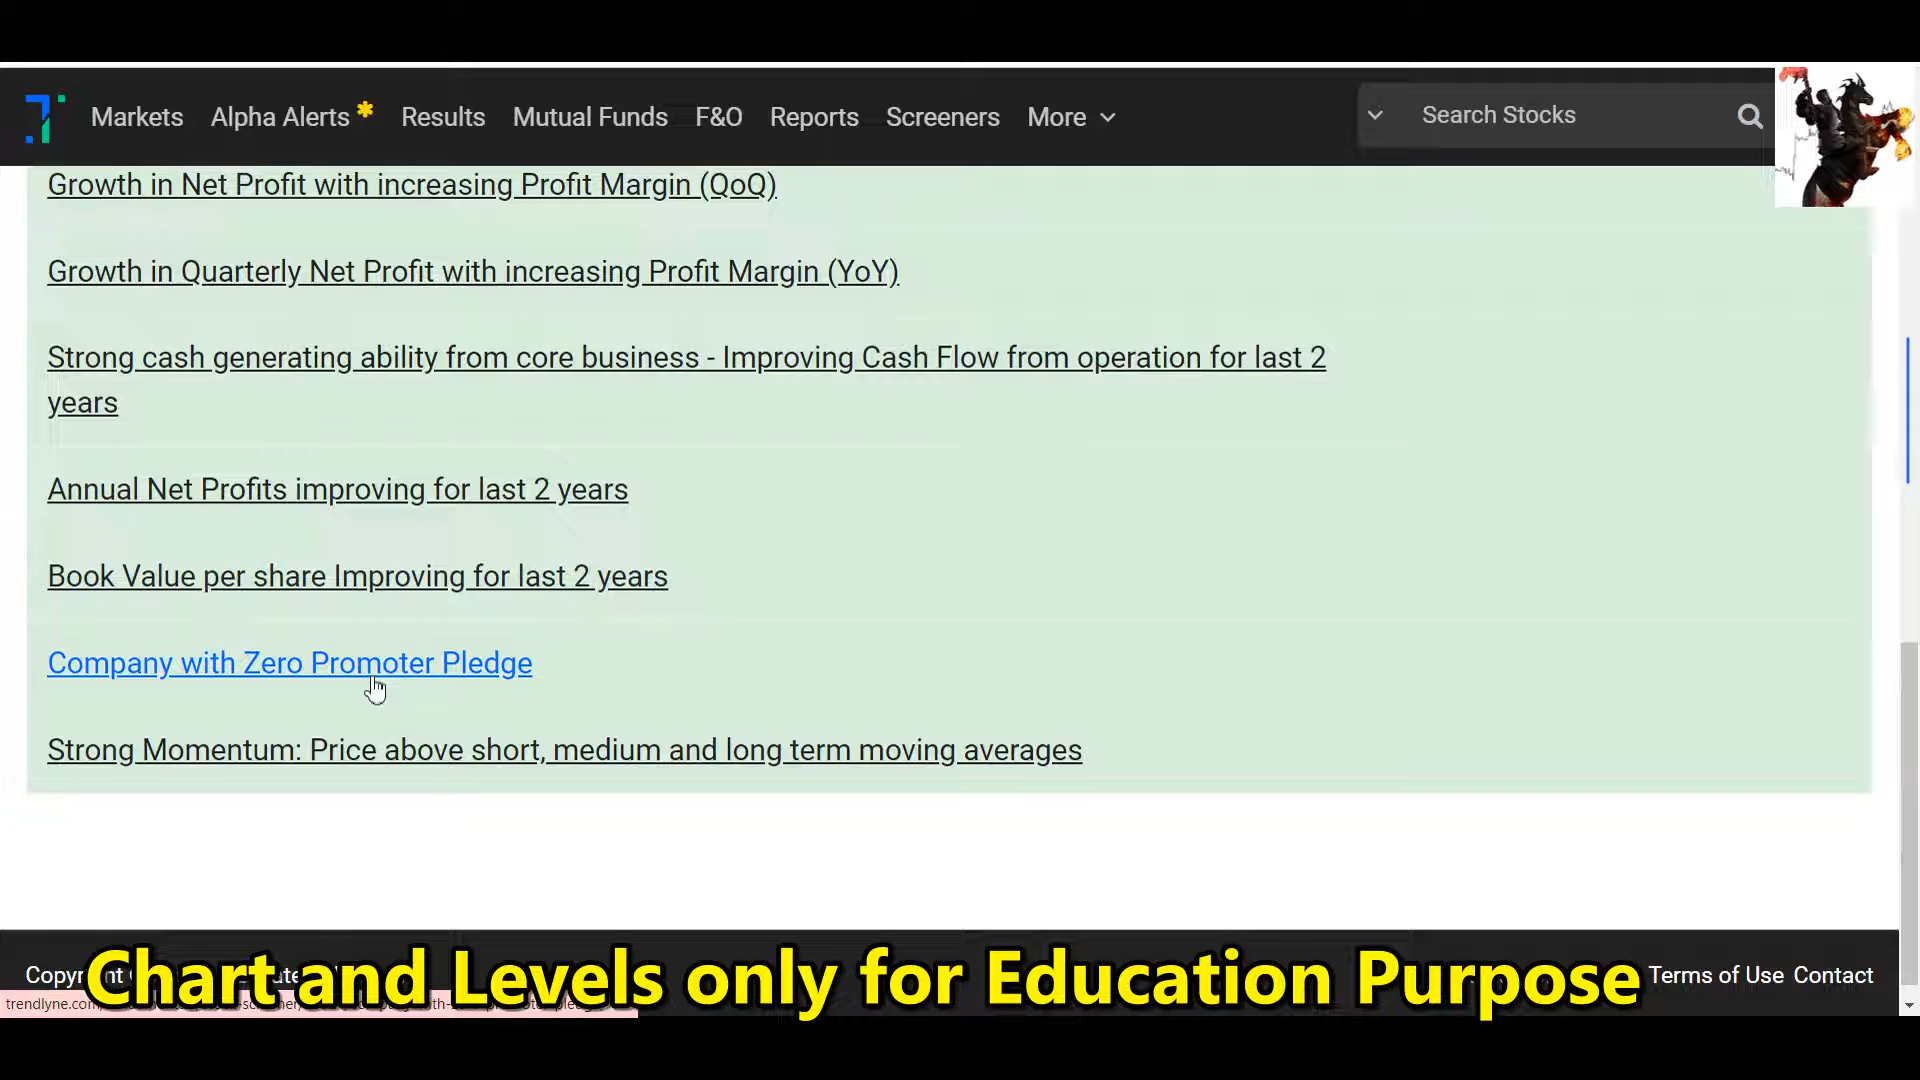 Markets Alpha Alerts * Results Mutual Funds F&O Reports Screeners More Search Stocks
Growth in Net Profit with increasing Profit Margin (QoQ)
Growth in Quarterly Net Profit with increasing Profit Margin (YoY)
Strong cash generating ability from core business - Improving Cash Flow from operation for last 2
years
Annual Net Profits improving for last 2 years
Book Value per share Improving for last 2 years
Company with Zero Promoter Pledge
Strong Momentum: Price above short, medium and long term moving averages
Chart and Levels only for Education Purpose
Terms of Use Contact
trendlyne.com